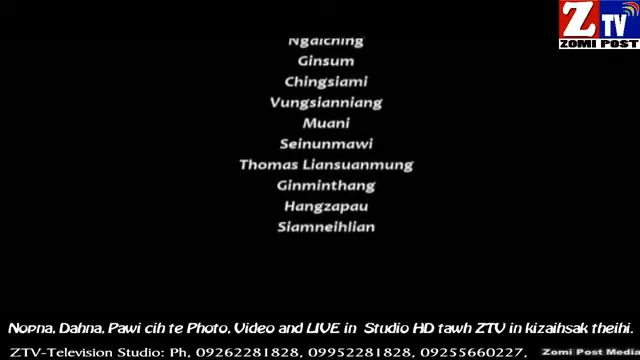 Z TV
ZOMI POST
Ngaiching
Ginsum
Chingsiami
Vungsianniang
Muani
Seinunmawi
Thomas Liansuanmung
Ginminthang
Hangzapau
Siamneihlian
Nopna, Dahna, Pawi cih te Photo, Video and LIVE in Studio HD tawh ZTV in kizaihsak theihi.
ZTV-Television Studio: Ph, 09262281828, 09952281828, 09255660227, Zomi Post Media